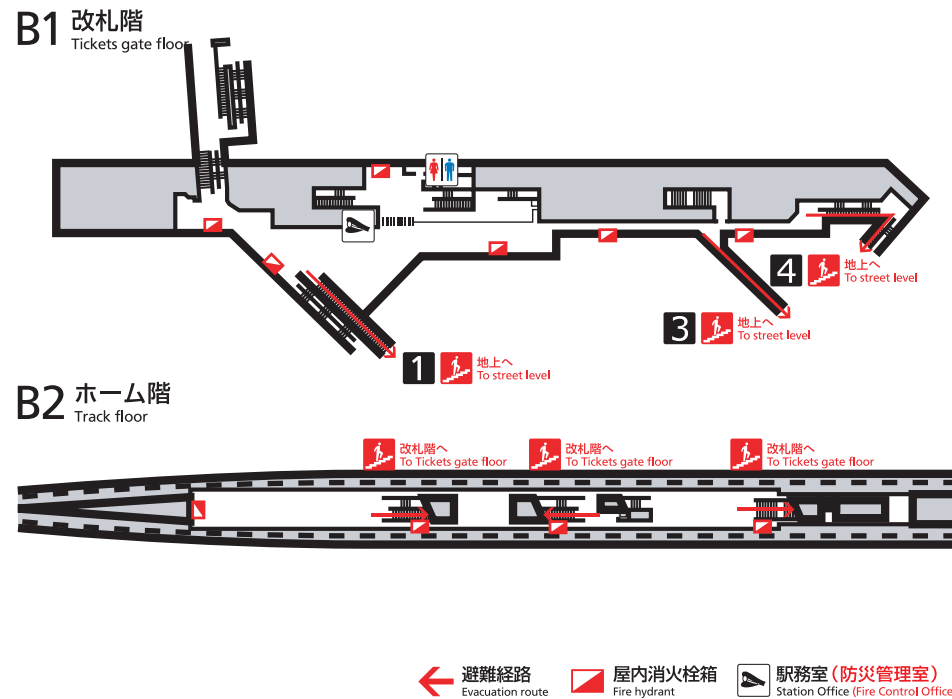 B1 改札階
Tickets gate floor
4 地上へ
To street level
3 地上へ
To street level
1 地上へ
To street level
B2 ホーム階
Track floor
改札階へ
To Tickets gate floor
改札階へ
To Tickets gate floor
改札階へ
To Tickets gate floor
避難経路
Evacuation route
屋内消火栓箱
Fire hydrant
駅務室(防災管理室)
Station Office (Fire Control Office